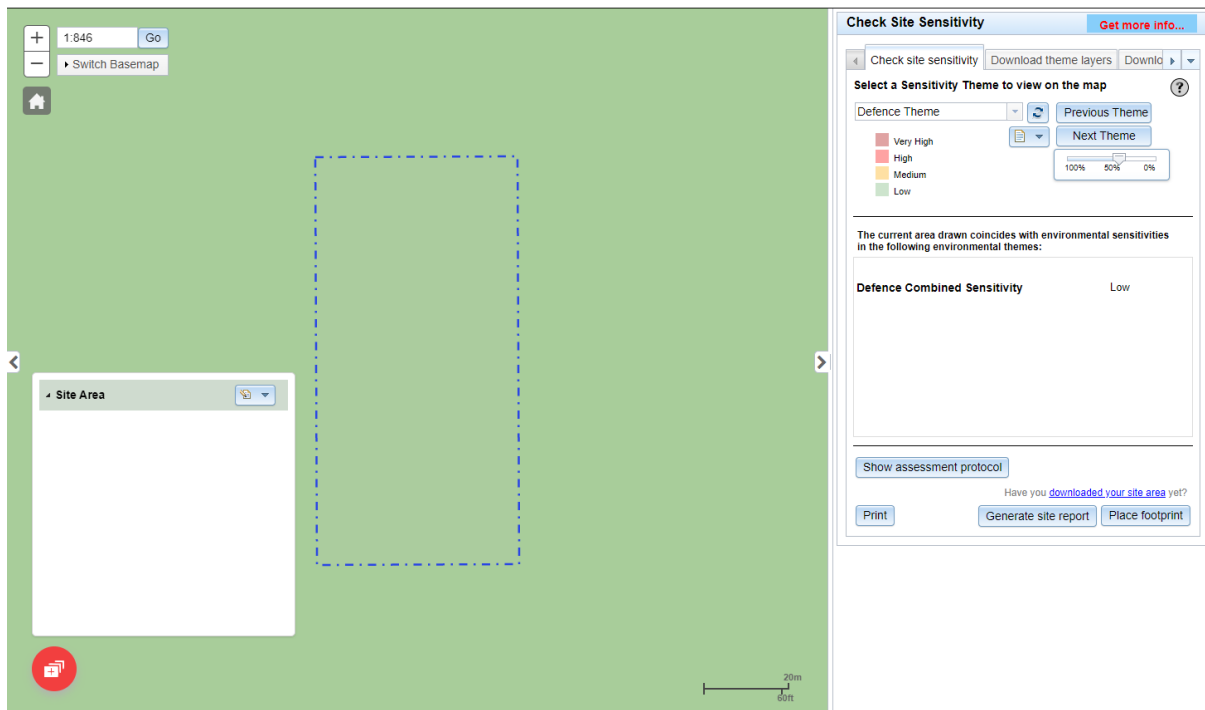 1:846
Go
Switch Basemap
Site Area
20m
60ft
Check Site Sensitivity
Get more info...
Check site sensitivity
Download theme layers
Downlo
Select a Sensitivity Theme to view on the map
?
Defence Theme
Previous Theme
Next Theme
Very High
High
Medium
Low
100% 50% 0%
The current area drawn coincides with environmental sensitivities
in the following environmental themes:
Defence Combined Sensitivity Low
Show assessment protocol
Have you downloaded your site area yet?
Print
Generate site report
Place footprint